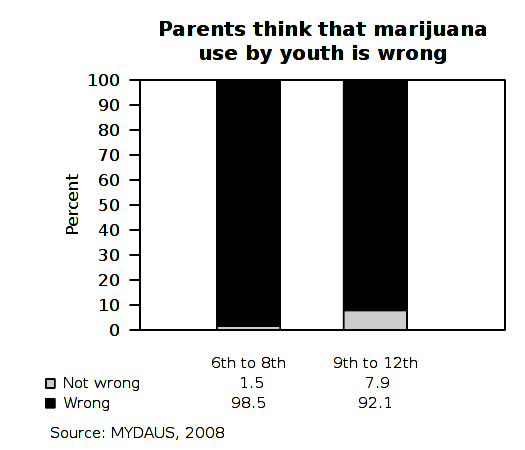 Parents think that marijuana
use by youth is wrong
100
90
80
70
60
50
40
30
20
10
0
Percent
6th to 8th 9th to 12th
Not wrong 1.5 7.9
Wrong 98.5 92.1
Source: MYDAUS, 2008